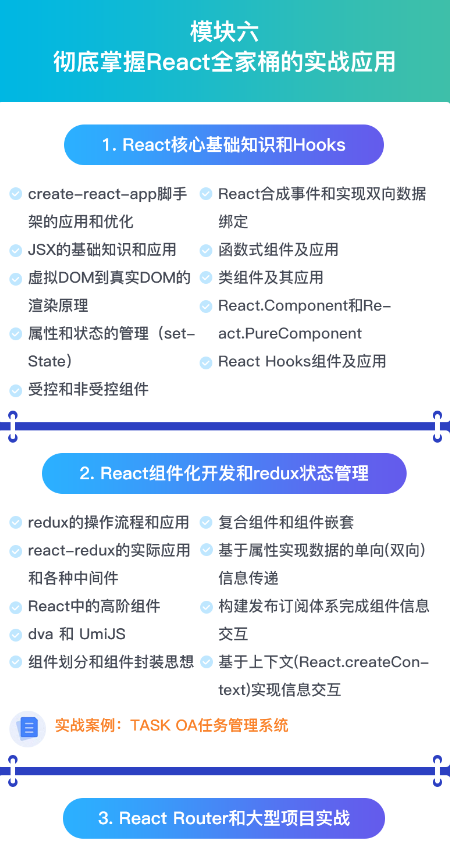 模块六
彻底掌握React全家桶的实战应用
1. React核心基础知识和Hooks
create-react-app脚手
架的应用和优化
JSX的基础知识和应用
虚拟DOM到真实DOM的
渲染原理
属性和状态的管理（set-
State）
受控和非受控组件
React合成事件和实现双向数据
绑定
函数式组件及应用
类组件及其应用
React.Component和Re-
act.PureComponent
React Hooks组件及应用
2. React组件化开发和redux状态管理
redux的操作流程和应用
react-redux的实际应用
和各种中间件
React中的高阶组件
dva 和 UmiJS
组件划分和组件封装思想
复合组件和组件嵌套
基于属性实现数据的单向(双向)
信息传递
构建发布订阅体系完成组件信息
交互
基于上下文(React.createCon-
text)实现信息交互
实战案例：TASK OA任务管理系统
3. React Router和大型项目实战